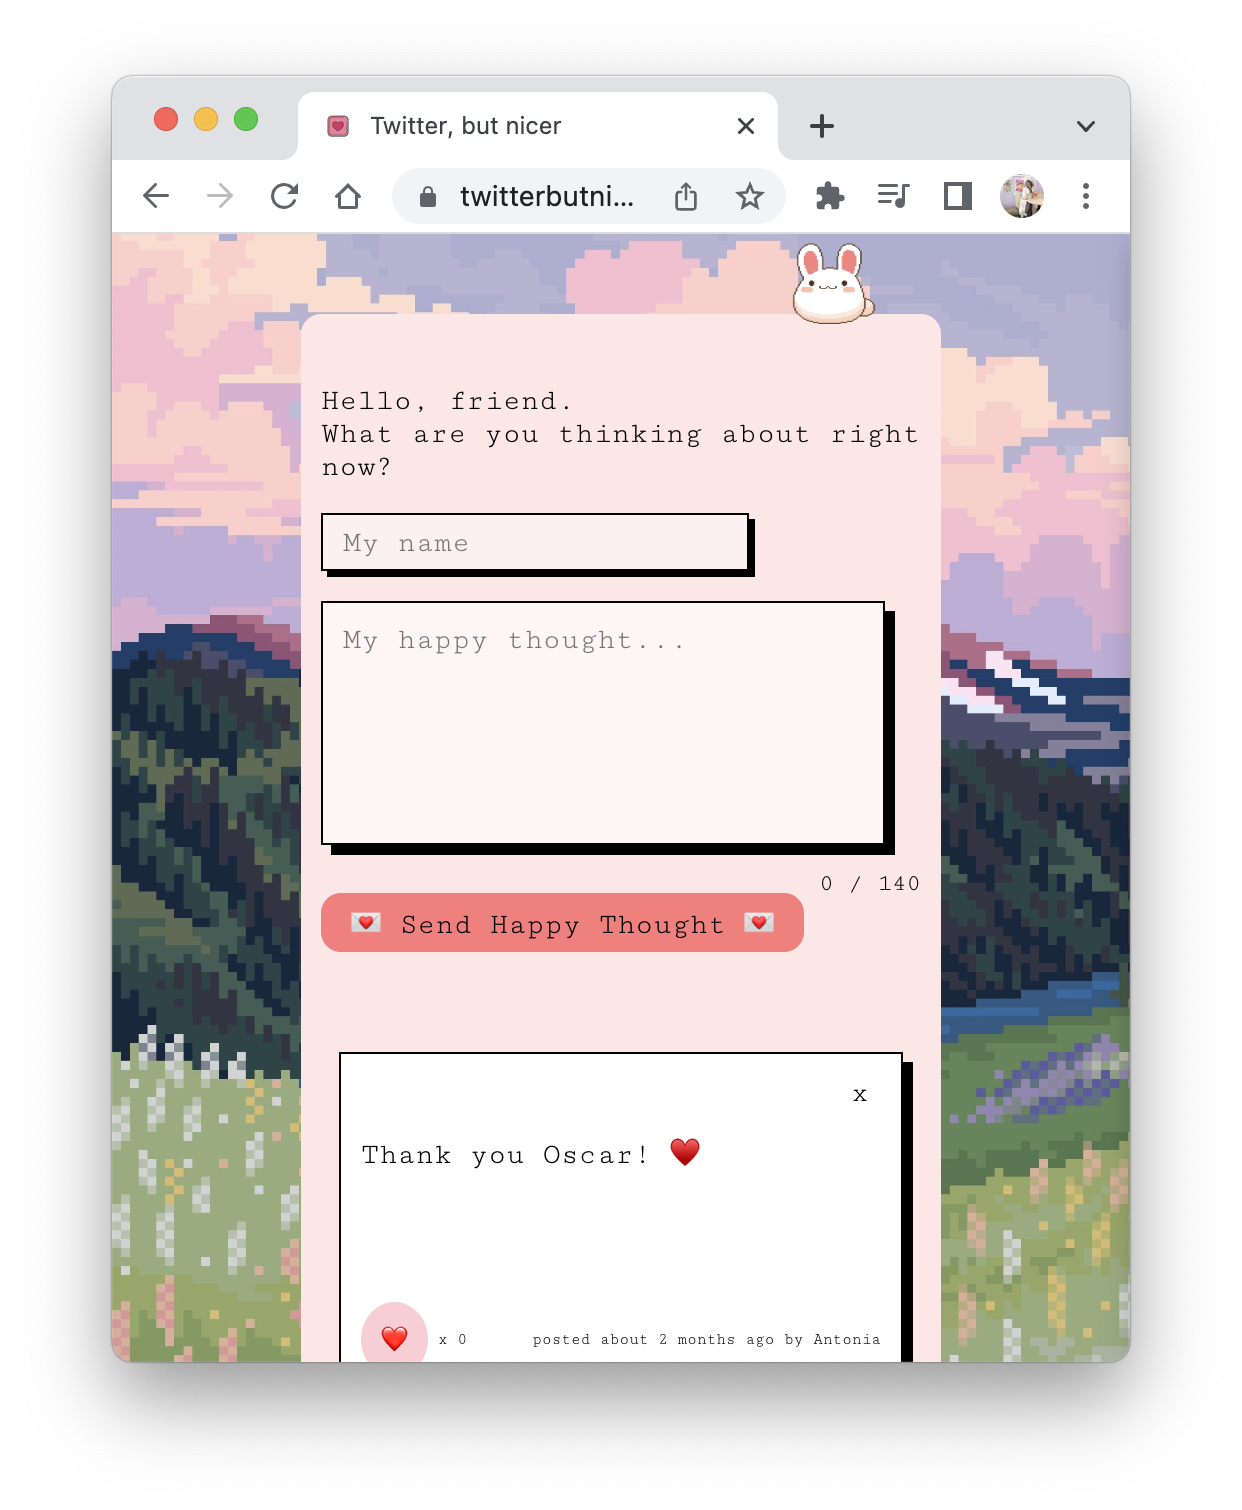 Twitter, but nicer
twitterbutni...
Hello, friend.
What are you thinking about right
now?
My name
My happy thought...
0 / 140
💌 Send Happy Thought 💌
x
Thank you Oscar! ♥️
❤️ x 0 posted about 2 months ago by Antonia